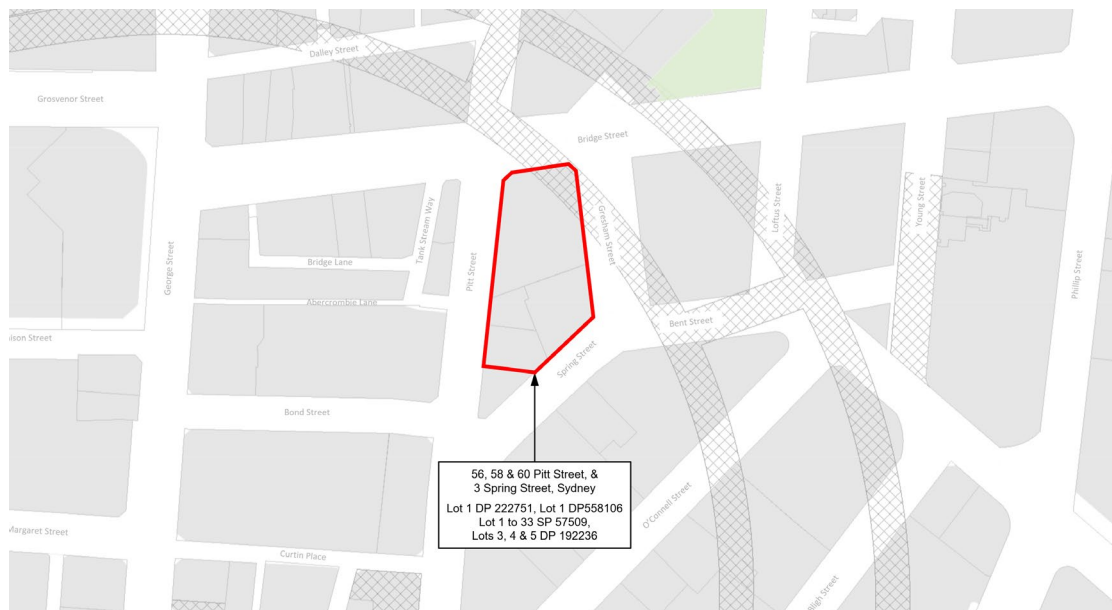 Dalley Street
Grosvenor Street
Bridge Street
Loftus Street
Young Street
Gresham Street
Tank Stream Way
George Street
Pitt Street
Bridge Lane
Phillip Street
Abercrombie Lane
Bent Street
ison Street
Spring Street
Bond Street
56, 58 & 60 Pitt Street, &
3 Spring Street, Sydney
Lot 1 DP 222751, Lot 1 DP558106
Lot 1 to 33 SP 57509,
Lots 3, 4 & 5 DP 192236
O'Connell Street
Margaret Street
Curtin Place
ligh Street